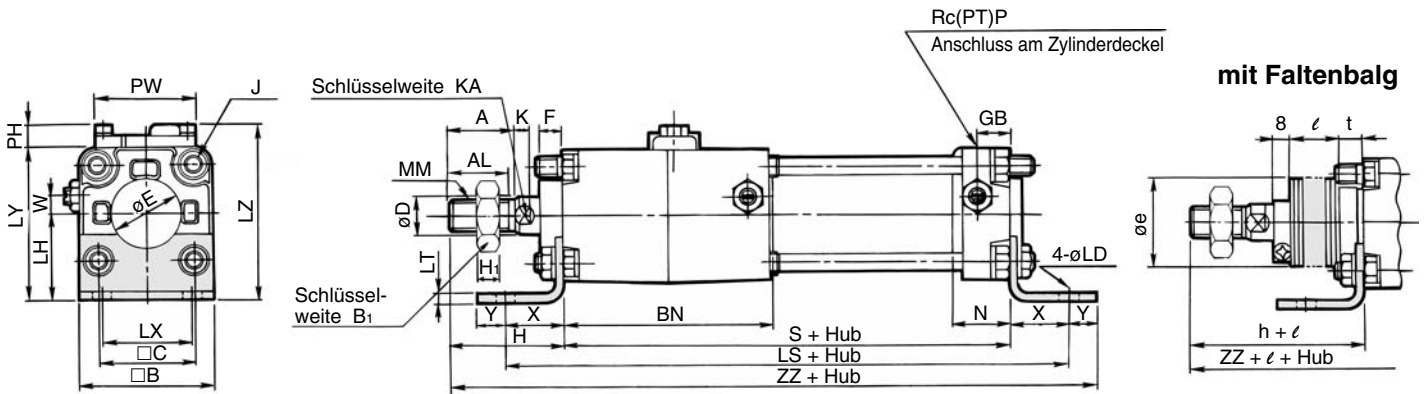 Rc(PT)P
Anschluss am Zylinderdeckel
mit Faltenbalg
PW
J
Schlüsselweite KA
A
K
F
GB
8
ℓ
t
PH
AL
MM
LY
W
øE
LZ
øD
øe
LH
LT
H1
4-øLD
Schlüssel-
weite B1
LX
Y
X
BN
N
X
Y
H
S + Hub
h + ℓ
□C
LS + Hub
□B
ZZ + Hub
ZZ + ℓ + Hub